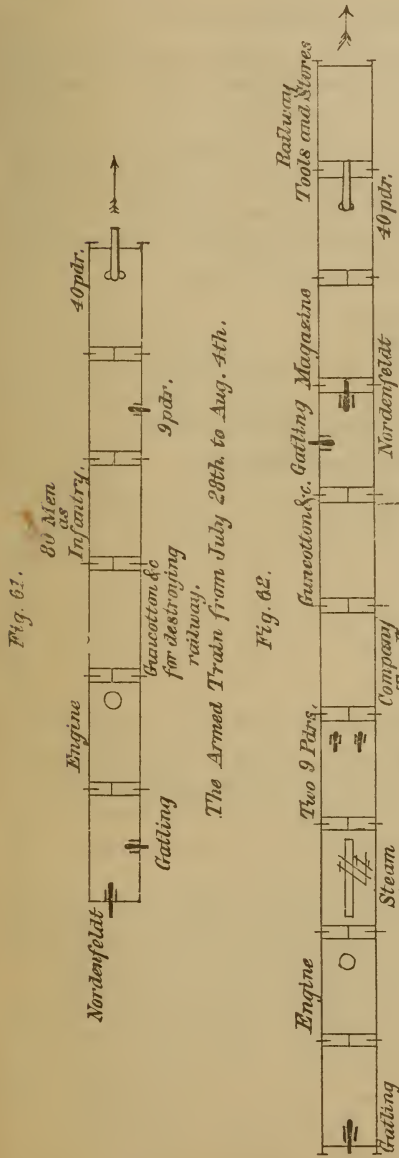 Fig. 61.
80 Men
as
Infantry.
40pdr.
Engine
Nordenfeldt
Gatling
Guncotton &c
for destroying
railway.
9pdr.
The Armed Train from July 28th. to Aug. 4th.
Fig. 62.
Railway
Tools and Stores
Engine
Two 9 Pdrs.
Guncotton &c. Gatling Magazine
Gatling
Steam
Company
Nordenfeldt
40pdr.